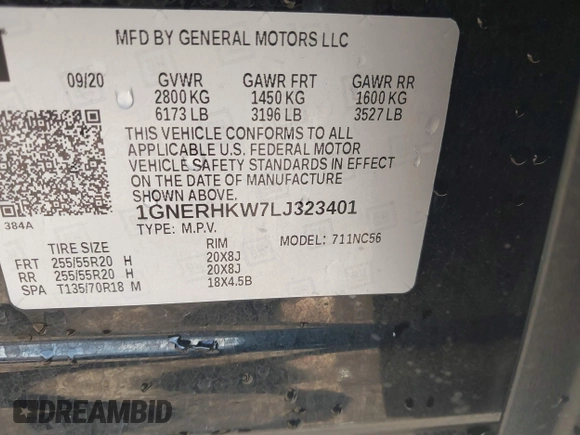 MFD BY GENERAL MOTORS LLC
09/20 GVWR GAWR FRT GAWR RR
2800 KG 1450 KG 1600 KG
6173 LB 3196 LB 3527 LB
THIS VEHICLE CONFORMS TO ALL
APPLICABLE U.S. FEDERAL MOTOR
VEHICLE SAFETY STANDARDS IN EFFECT
ON THE DATE OF MANUFACTURE
SHOWN ABOVE.
384A
1GNERHKW7LJ323401
TYPE: M.P.V. MODEL: 711NC56
TIRE SIZE RIM
FRT 255/55R20 H 20X8J
RR 255/55R20 H 20X8J
SPA T135/70R18 M 18X4.5B
DREAMBID